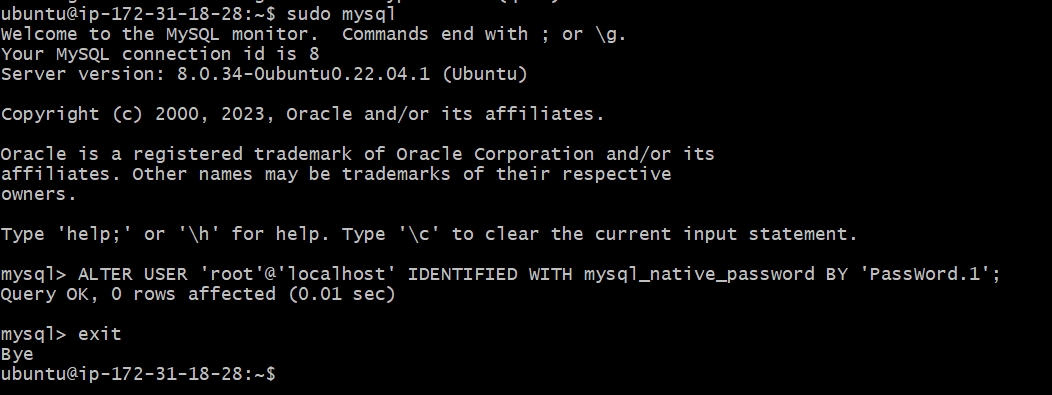 ubuntu@ip-172-31-18-28:~$ sudo mysql
Welcome to the MySQL monitor.  Commands end with ; or \g.
Your MySQL connection id is 8
Server version: 8.0.34-0ubuntu0.22.04.1 (Ubuntu)
Copyright (c) 2000, 2023, Oracle and/or its affiliates.
Oracle is a registered trademark of Oracle Corporation and/or its
affiliates. Other names may be trademarks of their respective
owners.
Type 'help;' or '\h' for help. Type '\c' to clear the current input statement.
mysql> ALTER USER 'root'@'localhost' IDENTIFIED WITH mysql_native_password BY 'PassWord.1';
Query OK, 0 rows affected (0.01 sec)
mysql> exit
Bye
ubuntu@ip-172-31-18-28:~$